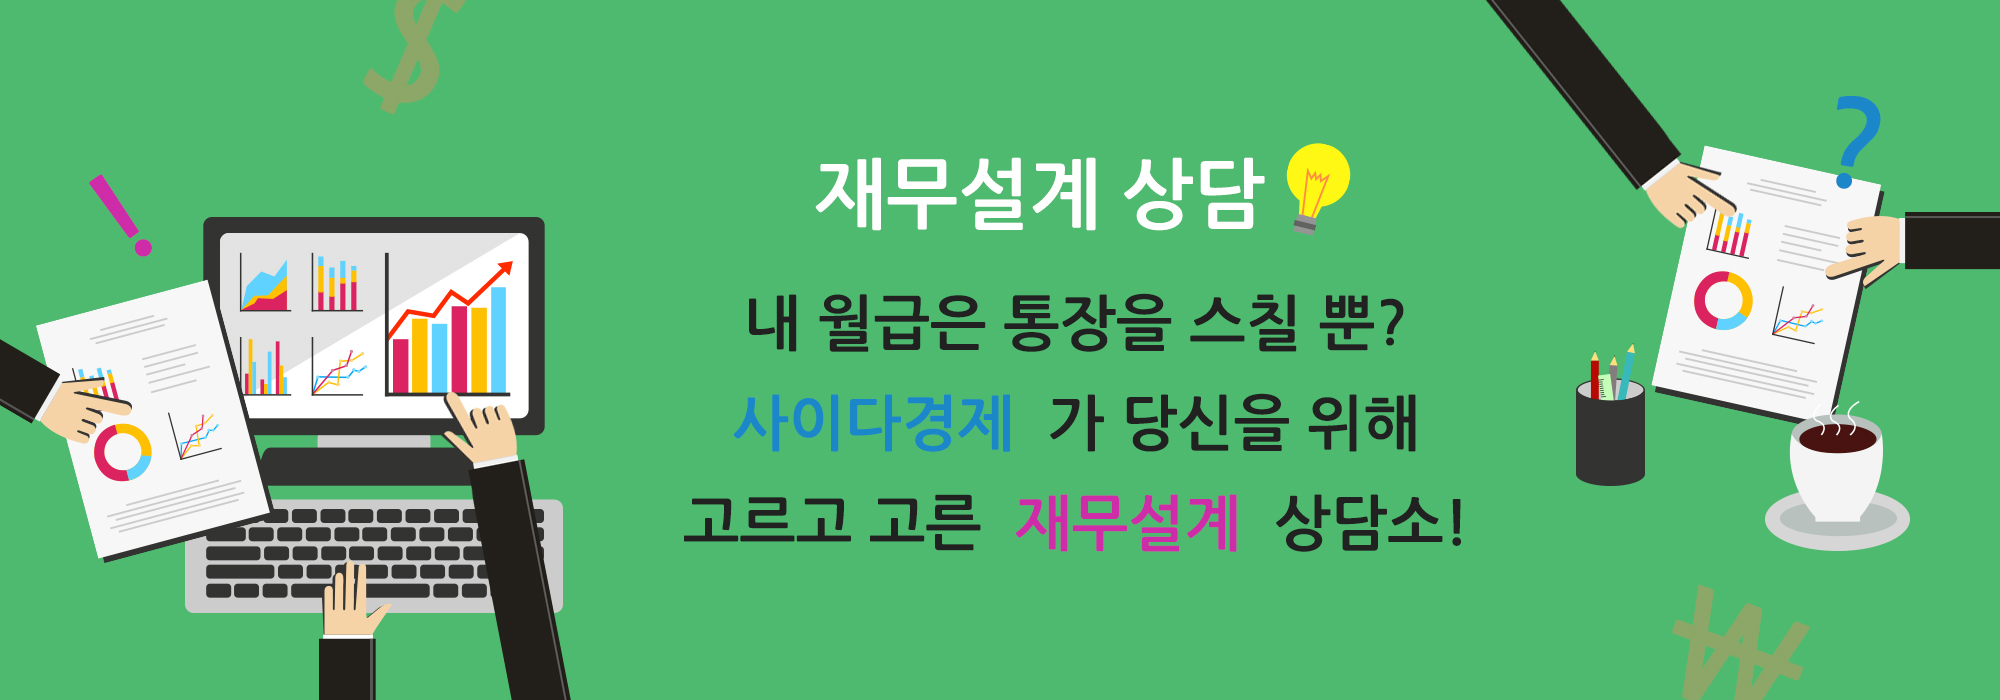 $
!
?
재무설계 상담
내 월급은 통장을 스칠 뿐?
사이다경제 가 당신을 위해
고르고 고른 재무설계 상담소!
₩